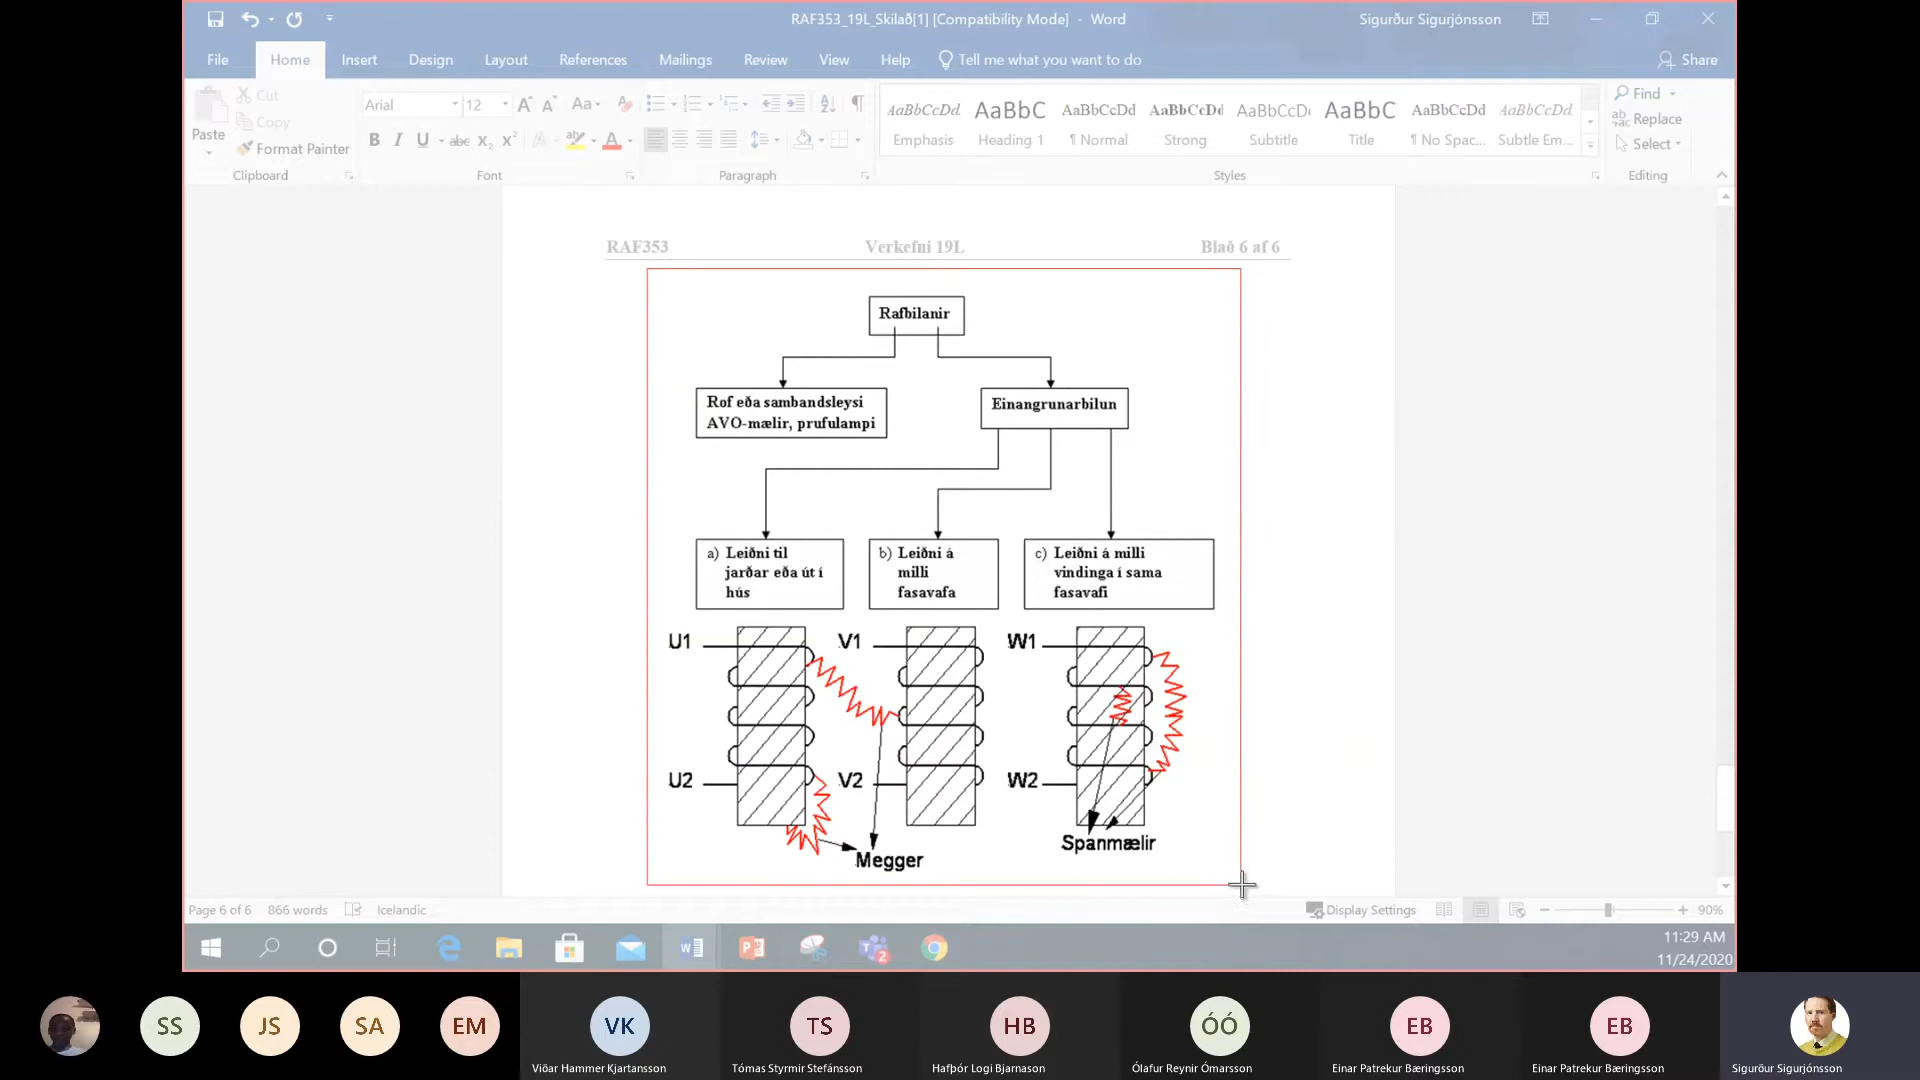 RAF353_19L_Skilað[1] [Compatibility Mode] - Word
Sigurður Sigurjónsson
File Home Insert Design Layout References Mailings Review View Help Tell me what you want to do Share
Paste
Cut
Copy
Format Painter
Clipboard
Arial 12
Font
Paragraph
AaBbCcDd. AaBbC AaBbCcDd AaBbCcDd AaBbCcDd AaBbC AaBbCcDd AaBbCcDd.
Emphasis Heading 1 ¶ Normal Strong Subtitle Title ¶ No Spac... Subtle Em...
Styles
Find
Replace
Select
Editing
RAF353 Verkefni 19L Blað 6 af 6
Rafbilanir
Rof eða sambandsleysi
AVO-mælir, prufulampi
Einangrunarbilun
a) Leiðni til
jarðar eða út í
hús
b) Leiðni á
milli
fasavafa
c) Leiðni á milli
vindinga í sama
fasavafi
U1 V1 W1
U2 V2 W2
Megger
Spanmælir
Page 6 of 6 866 words Icelandic Display Settings 90%
11:29 AM
11/24/2020
SS JS SA EM VK TS HB ÓÓ EB EB
Viðar Hammer Kjartansson Tómas Styrmir Stefánsson Hafþór Logi Bjarnason Ólafur Reynir Ómarsson Einar Patrekur Bæringsson Einar Patrekur Bæringsson Sigurður Sigurjónsson